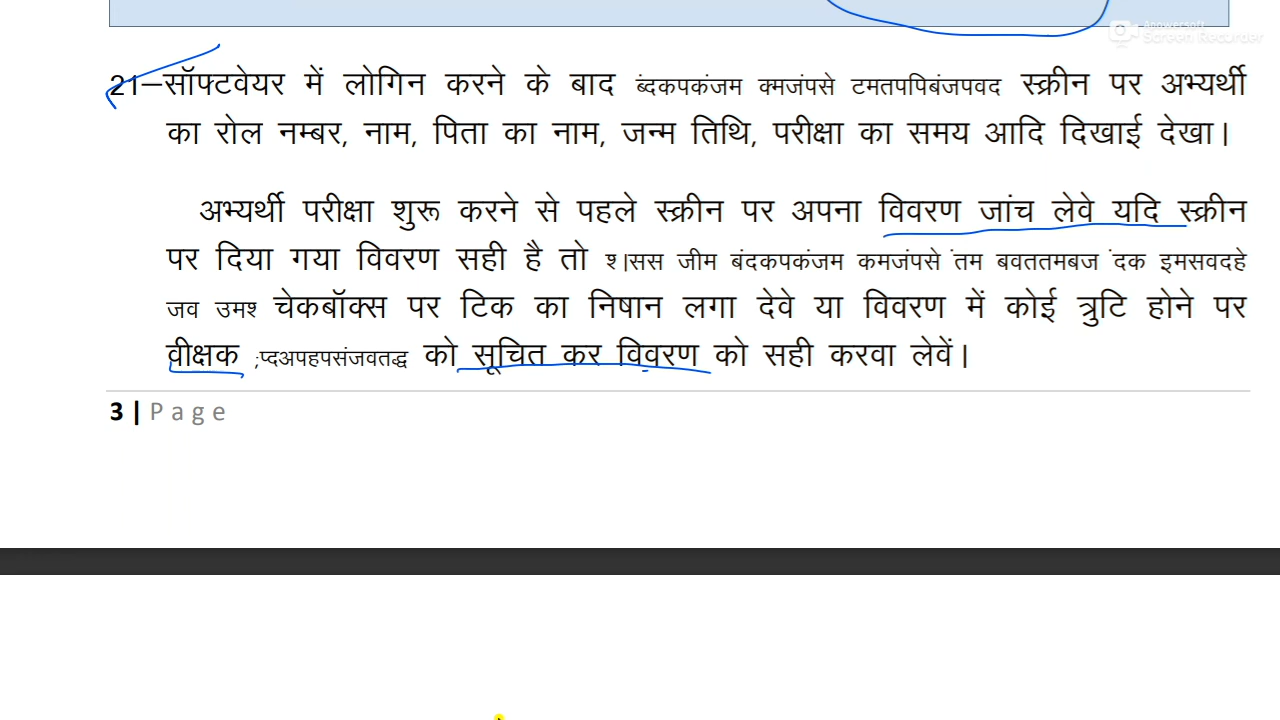 Apowersoft
Screen Recorder
21–सॉफ्टवेयर में लोगिन करने के बाद ब्ंदकपकंजम क्मजंपसे टमतपपिबंजपवद स्क्रीन पर अभ्यर्थी
का रोल नम्बर, नाम, पिता का नाम, जन्म तिथि, परीक्षा का समय आदि दिखाई देखा।
अभ्यर्थी परीक्षा शुरू करने से पहले स्क्रीन पर अपना विवरण जांच लेवे यदि स्क्रीन
पर दिया गया विवरण सही है तो श्।सस जीम बंदकपकंजम कमजंपसे ंतम बवततमबज ंदक इमसवदहे
जव उमश् चेकबॉक्स पर टिक का निषान लगा देवे या विवरण में कोई त्रुटि होने पर
वीक्षक ;प्दअपहपसंजवतद्ध को सूचित कर विवरण को सही करवा लेवें।
3 | Page